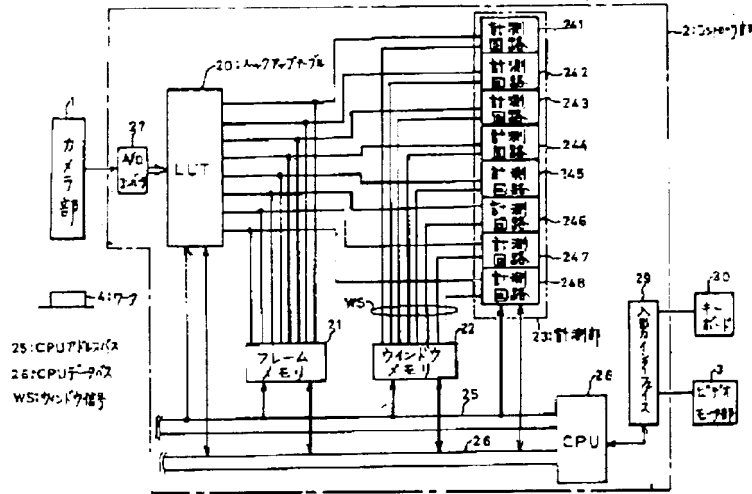 241
計測
回路
2:コントローラ部
20:ルックアップテーブル
242
計測
回路
243
計測
回路
1
カメラ部
27
A/D
LUT
244
計測
回路
245
計測
回路
246
計測
回路
247
計測
回路
248
計測
回路
29
30
キーボード
4:ワーク
WS
23:計測部
入出力インターフェイス
21
22
25:CPUアドレスバス
フレームメモリ
ウインドウメモリ
28
3
26:CPUデータバス
25
ビデオモニタ部
WS:ウィンドウ信号
CPU
26